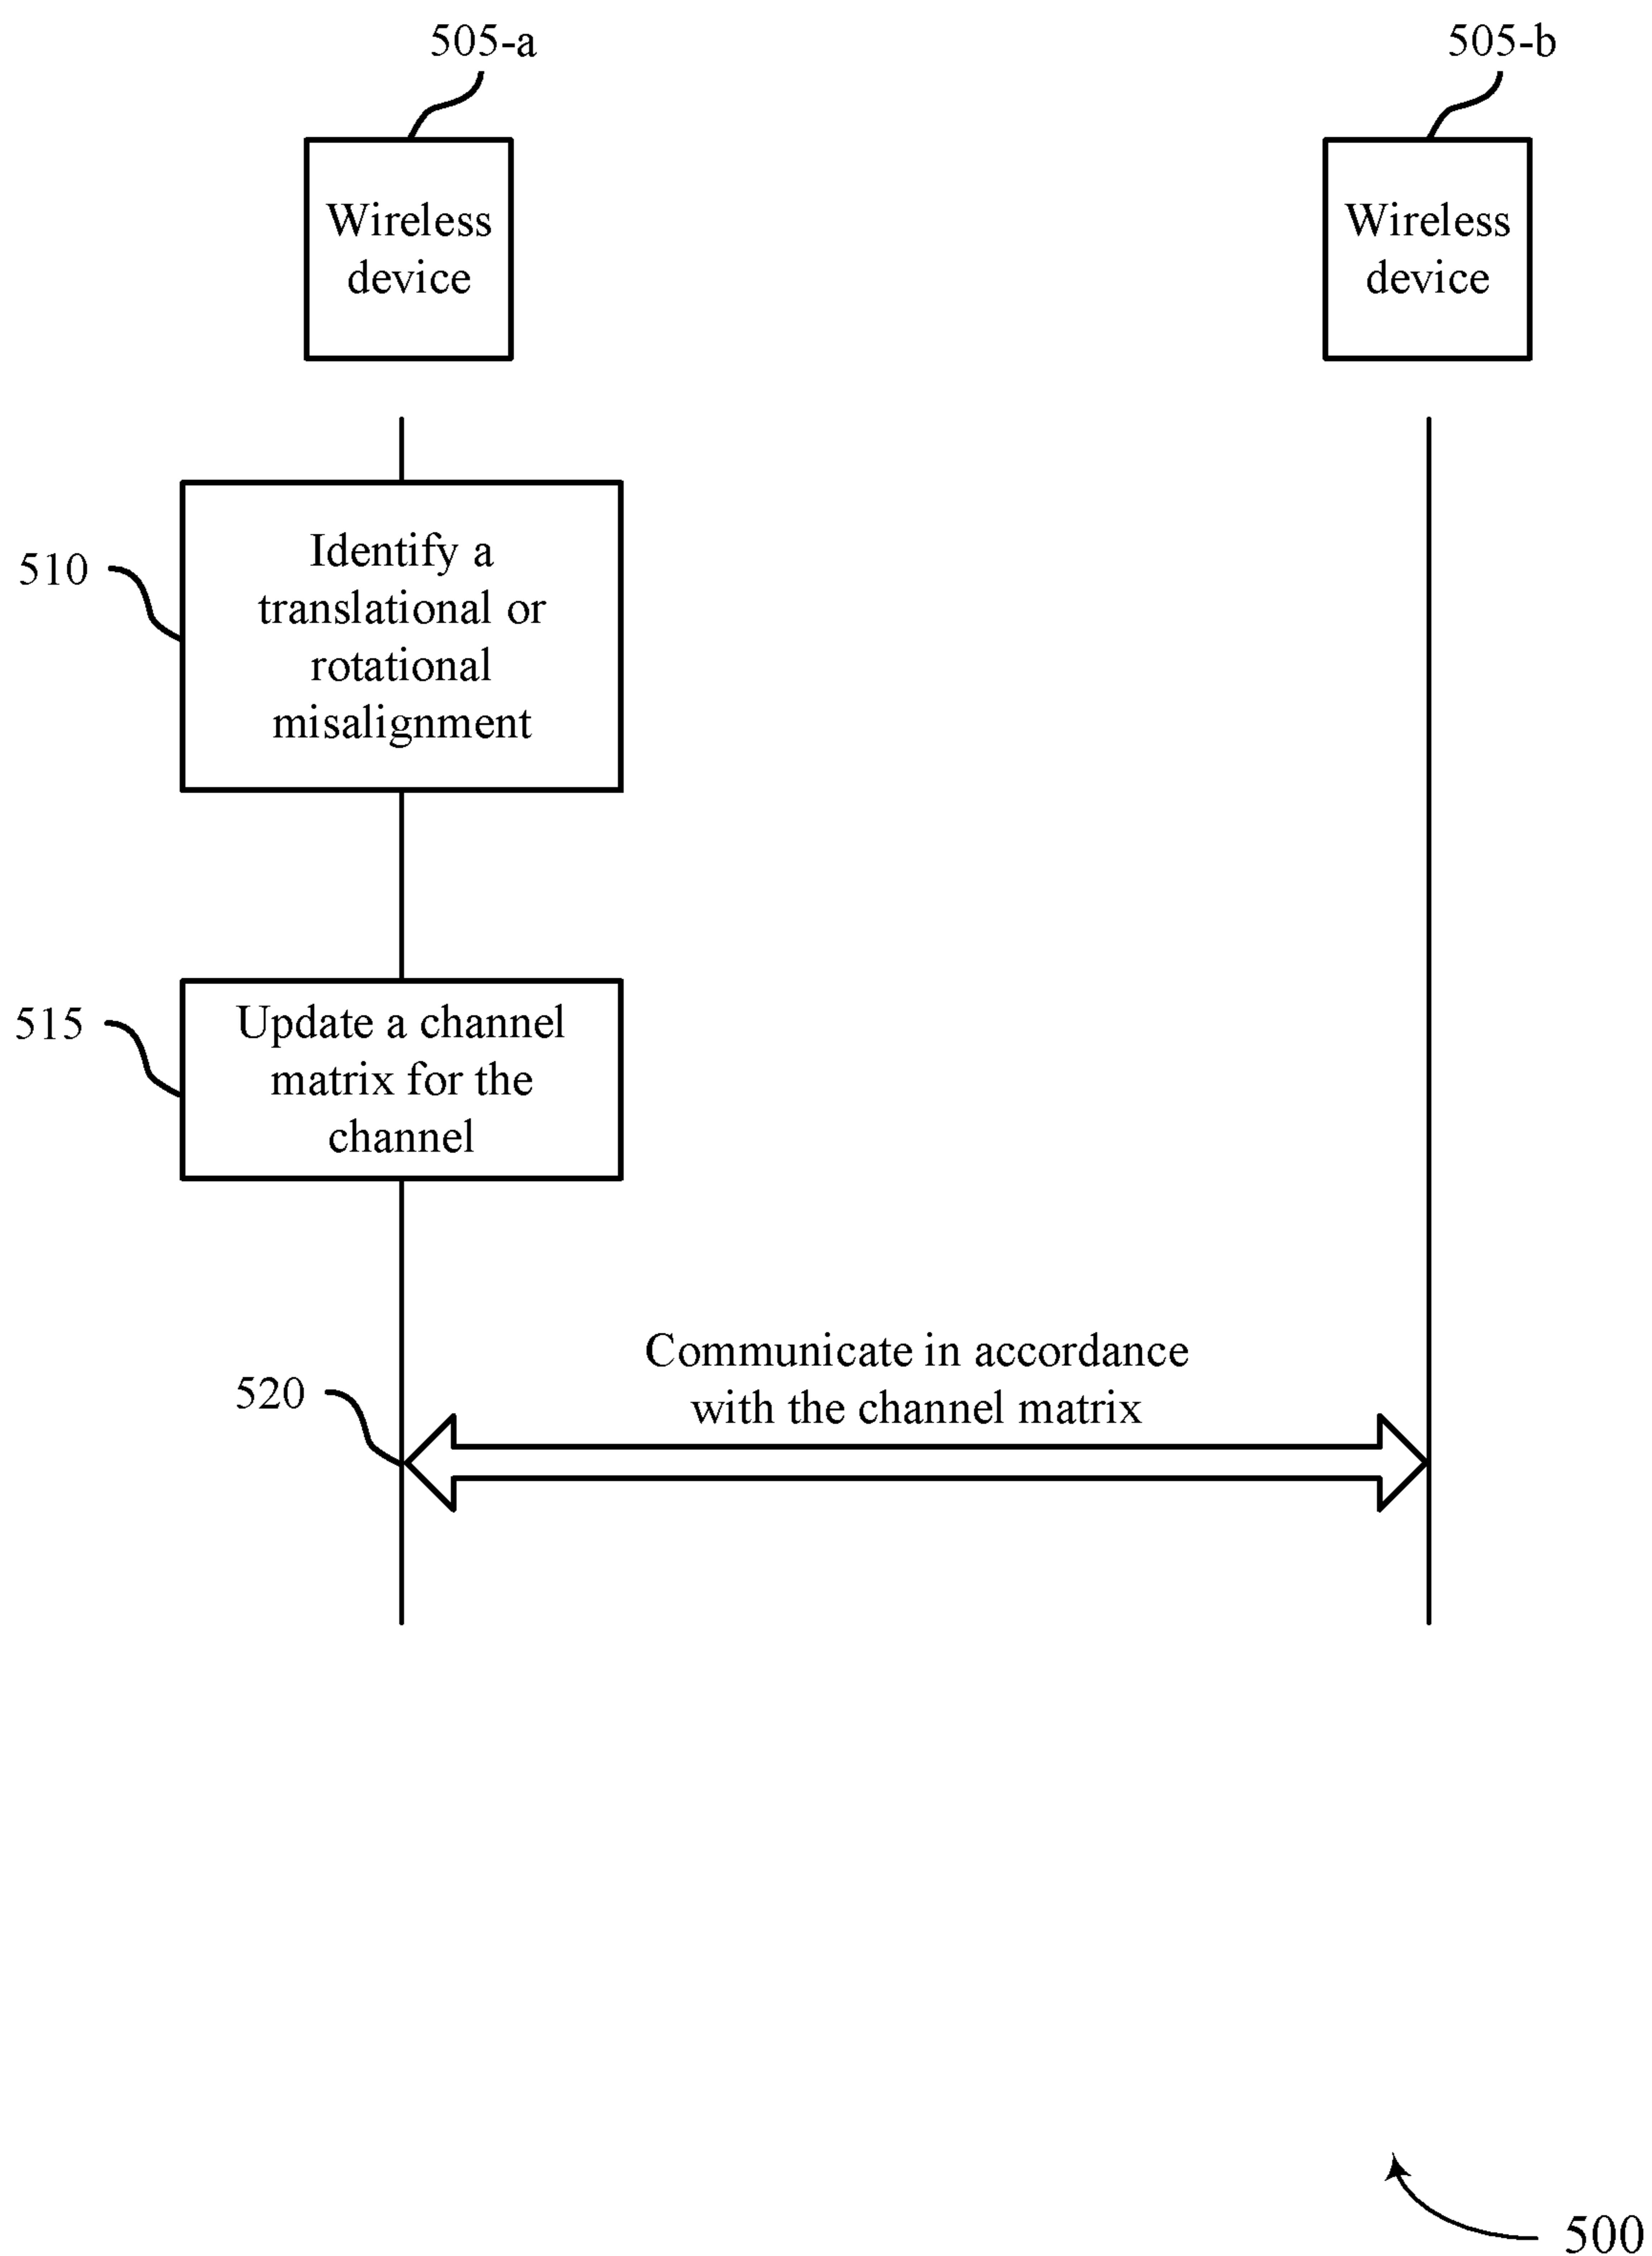 505-a
505-b
Wireless
device
Wireless
device
510
Identify a
translational or
rotational
misalignment
515
Update a channel
matrix for the
channel
520
Communicate in accordance
with the channel matrix
500